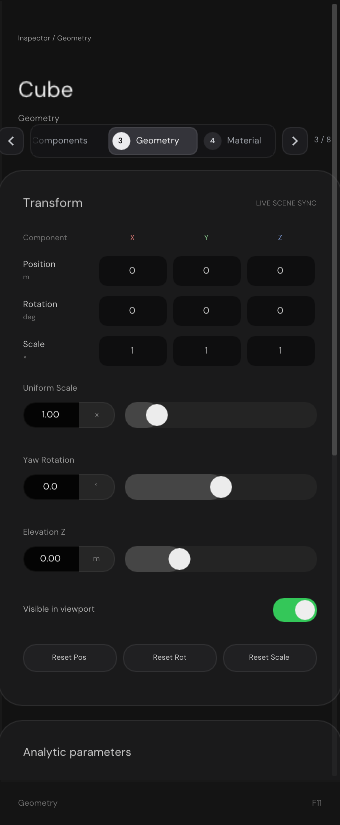 Inspector / Geometry
Cube
Geometry
Components
3 Geometry
4 Material
3 / 8
Transform
LIVE SCENE SYNC
Component X Y Z
Position 0 0 0
m
Rotation 0 0 0
deg
Scale 1 1 1
Uniform Scale
1.00 x
Yaw Rotation
0.0 °
Elevation Z
0.00 m
Visible in viewport
Reset Pos Reset Rot Reset Scale
Analytic parameters
Geometry F11